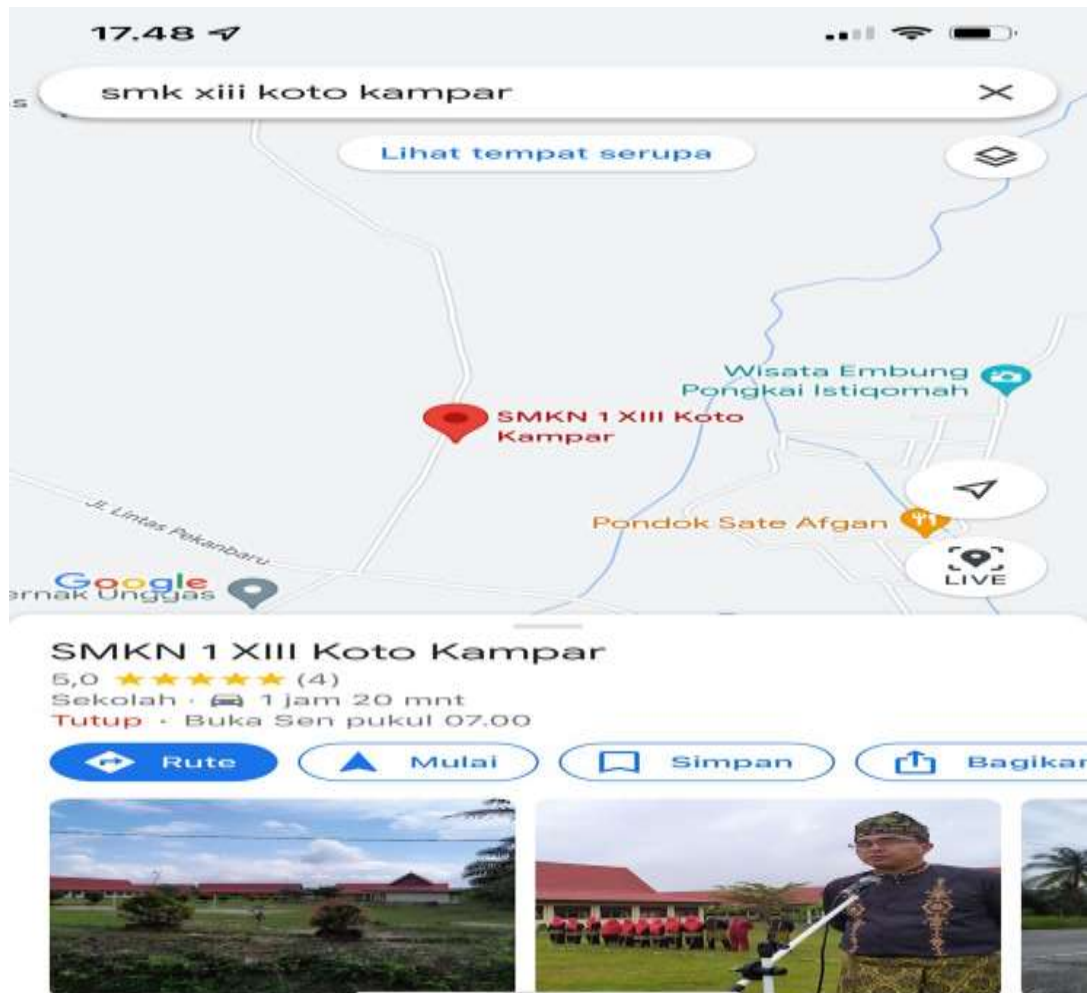 17.48
smk xiii koto kampar
Lihat tempat serupa
Wisata Embung
Pongkai Istiqomah
SMKN 1 XIII Koto
Kampar
Jl. Lintas Pekanbaru
Pondok Sate Afgan
LIVE
Google
ernak Unggas
SMKN 1 XIII Koto Kampar
5,0 (4)
Sekolah · 1 jam 20 mnt
Tutup · Buka Sen pukul 07.00
Rute Mulai Simpan Bagikan